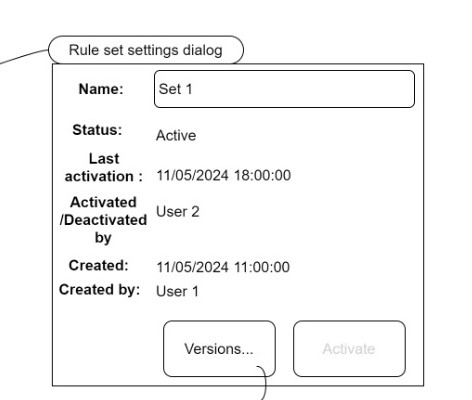 Rule set settings dialog
Name: Set 1
Status: Active
Last
activation : 11/05/2024 18:00:00
Activated
/Deactivated
by
User 2
Created: 11/05/2024 11:00:00
Created by: User 1
Versions... Activate